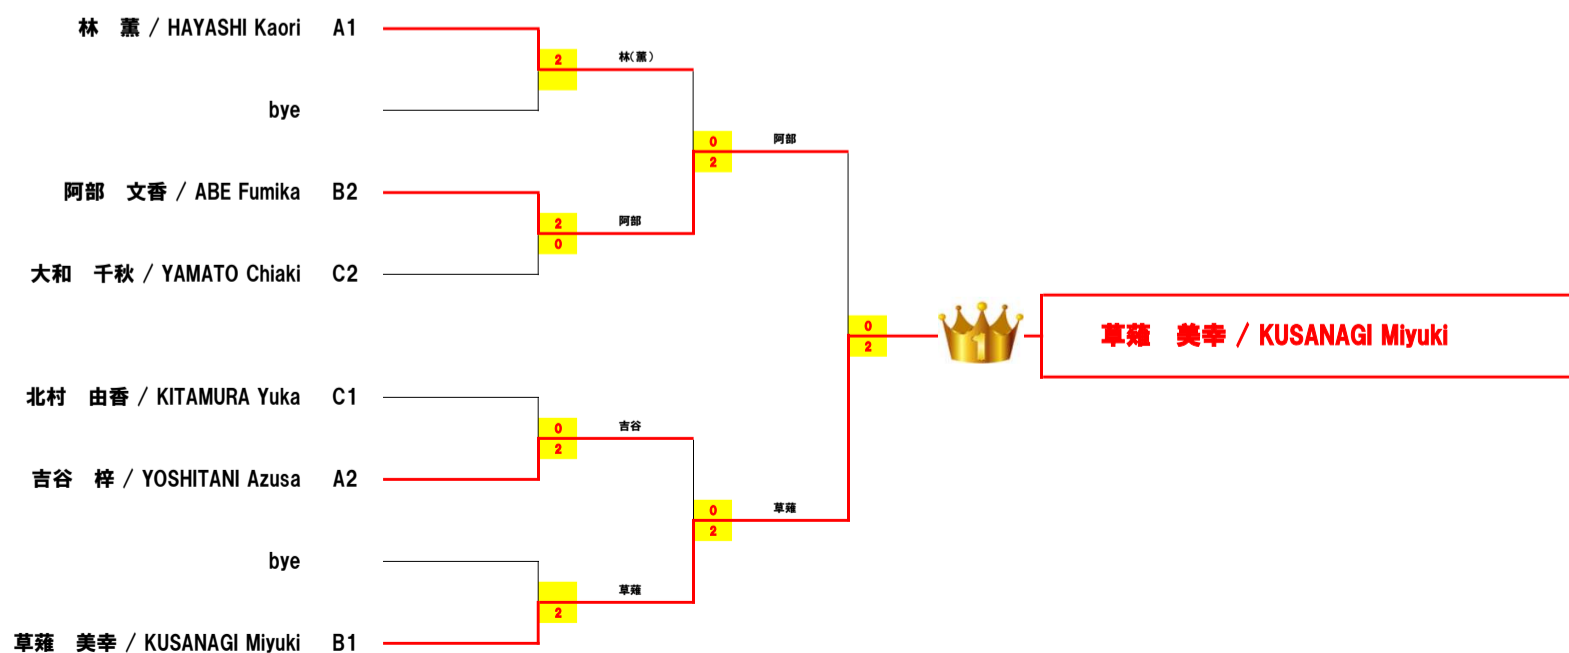 林　薫 / HAYASHI Kaori A1
2 林(薫)
bye
0 阿部
2
阿部　文香 / ABE Fumika B2
2 阿部
0
大和　千秋 / YAMATO Chiaki C2
0
2
1
草薙　美幸 / KUSANAGI Miyuki
北村　由香 / KITAMURA Yuka C1
0 吉谷
2
吉谷　梓 / YOSHITANI Azusa A2
0 草薙
2
bye
草薙
2
草薙　美幸 / KUSANAGI Miyuki B1